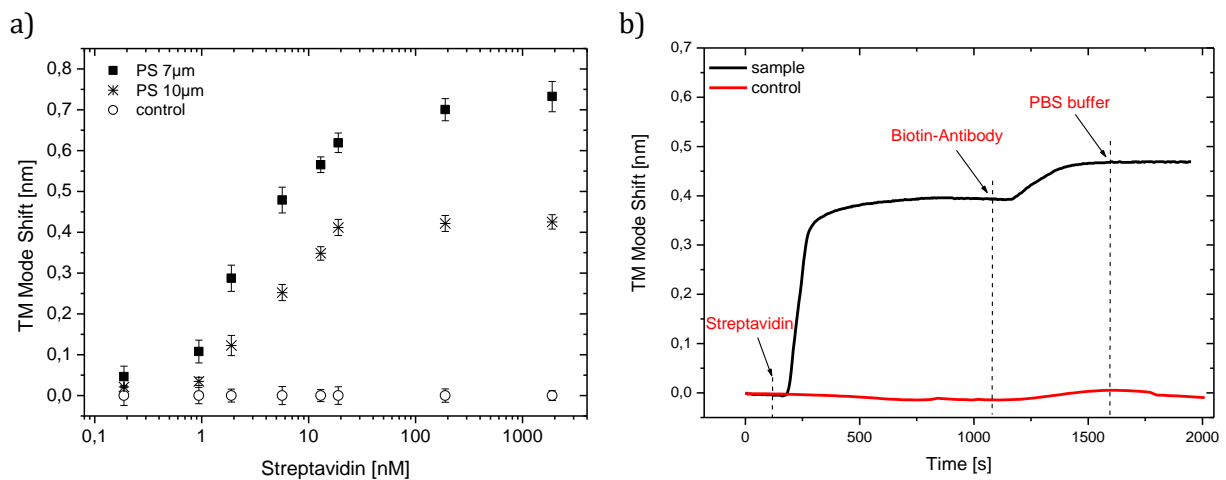 a)
PS 7µm
PS 10µm
control
0,8
0,7
0,6
0,5
0,4
0,3
0,2
0,1
0,0
TM Mode Shift [nm]
0,1
1
10
100
1000
Streptavidin [nM]
b)
sample
control
PBS buffer
Biotin-Antibody
Streptavidin
0,7
0,6
0,5
0,4
0,3
0,2
0,1
0,0
TM Mode Shift [nm]
0
500
1000
1500
2000
Time [s]